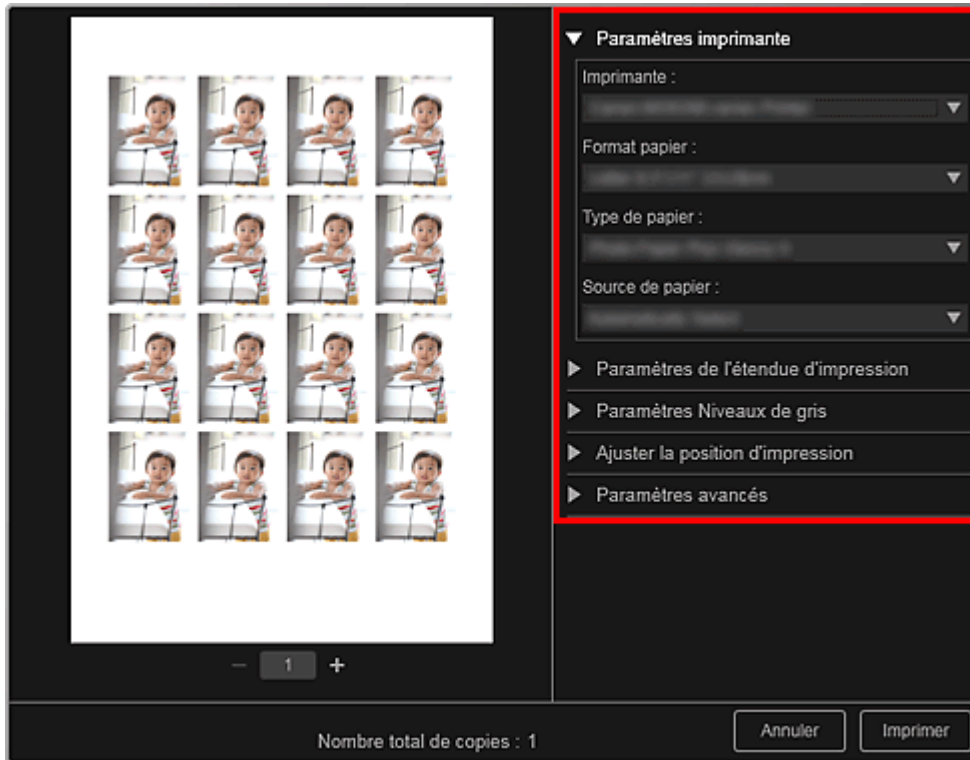 Paramètres imprimante
Imprimante :
Format papier :
Type de papier :
Source de papier :
Paramètres de l'étendue d'impression
Paramètres Niveaux de gris
Ajuster la position d'impression
Paramètres avancés
1
Nombre total de copies : 1
Annuler
Imprimer